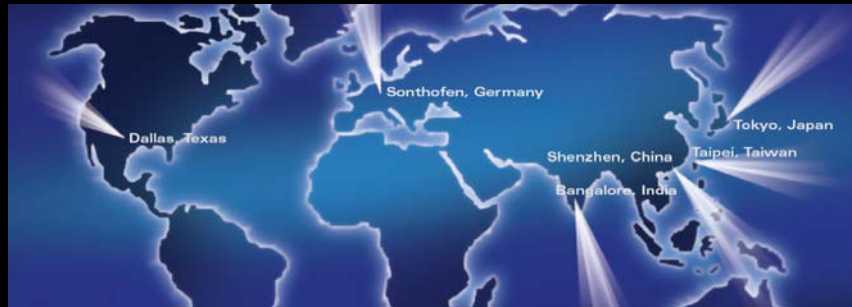 Sonthofen, Germany
Tokyo, Japan
Dallas, Texas
Taipei, Taiwan
Shenzhen, China
Bangalore, India